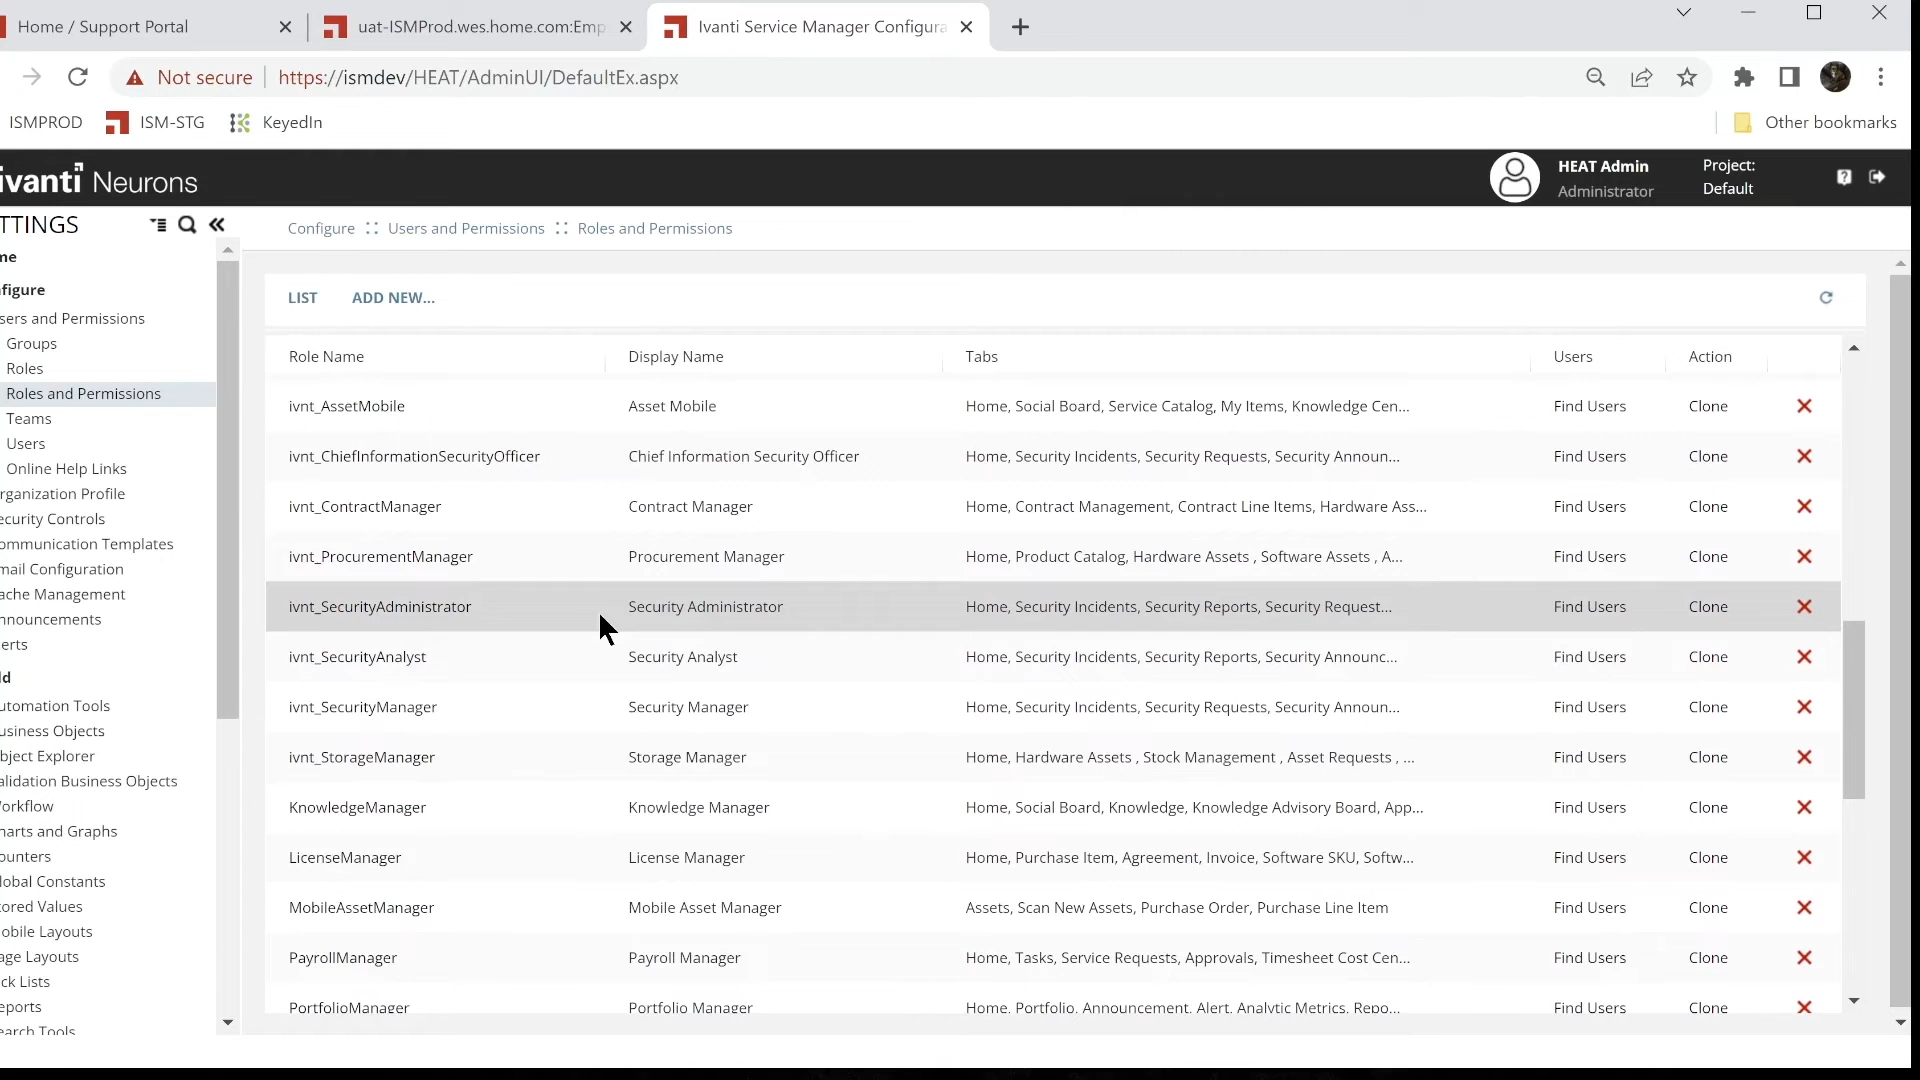 Home / Support Portal
uat-ISMProd.wes.home.com:Emp
Ivanti Service Manager Configura
Not secure https://ismdev/HEAT/AdminUI/DefaultEx.aspx
ISMPROD ISM-STG KeyedIn Other bookmarks
ivanti Neurons
HEAT Admin
Administrator
Project:
Default
TTINGS
Configure :: Users and Permissions :: Roles and Permissions
me
figure
sers and Permissions
Groups
Roles
Roles and Permissions
Teams
Users
Online Help Links
rganization Profile
ecurity Controls
ommunication Templates
mail Configuration
ache Management
nnouncements
erts
ld
utomation Tools
usiness Objects
bject Explorer
alidation Business Objects
orkflow
harts and Graphs
ounters
lobal Constants
tored Values
obile Layouts
age Layouts
ck Lists
eports
earch Tools
LIST ADD NEW...
Role Name Display Name Tabs Users Action
ivnt_AssetMobile Asset Mobile Home, Social Board, Service Catalog, My Items, Knowledge Cen... Find Users Clone
ivnt_ChiefInformationSecurityOfficer Chief Information Security Officer Home, Security Incidents, Security Requests, Security Announ... Find Users Clone
ivnt_ContractManager Contract Manager Home, Contract Management, Contract Line Items, Hardware Ass... Find Users Clone
ivnt_ProcurementManager Procurement Manager Home, Product Catalog, Hardware Assets , Software Assets , A... Find Users Clone
ivnt_SecurityAdministrator Security Administrator Home, Security Incidents, Security Reports, Security Request... Find Users Clone
ivnt_SecurityAnalyst Security Analyst Home, Security Incidents, Security Reports, Security Announc... Find Users Clone
ivnt_SecurityManager Security Manager Home, Security Incidents, Security Requests, Security Announ... Find Users Clone
ivnt_StorageManager Storage Manager Home, Hardware Assets , Stock Management , Asset Requests , ... Find Users Clone
KnowledgeManager Knowledge Manager Home, Social Board, Knowledge, Knowledge Advisory Board, App... Find Users Clone
LicenseManager License Manager Home, Purchase Item, Agreement, Invoice, Software SKU, Softw... Find Users Clone
MobileAssetManager Mobile Asset Manager Assets, Scan New Assets, Purchase Order, Purchase Line Item Find Users Clone
PayrollManager Payroll Manager Home, Tasks, Service Requests, Approvals, Timesheet Cost Cen... Find Users Clone
PortfolioManager Portfolio Manager Home, Portfolio, Announcement, Alert, Analytic Metrics, Repo... Find Users Clone